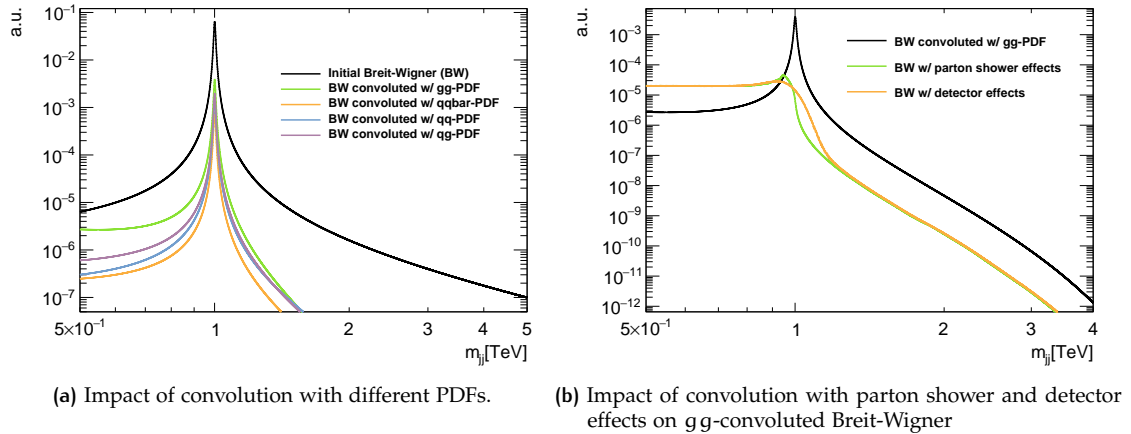 a.u.
10⁻¹
10⁻²
10⁻³
10⁻⁴
10⁻⁵
10⁻⁶
10⁻⁷
Initial Breit-Wigner (BW)
BW convoluted w/ gg-PDF
BW convoluted w/ qqbar-PDF
BW convoluted w/ qq-PDF
BW convoluted w/ qg-PDF
5×10⁻¹ 1 2 3 4 5
m_jj[TeV]
(a) Impact of convolution with different PDFs.
a.u.
10⁻³
10⁻⁴
10⁻⁵
10⁻⁶
10⁻⁷
10⁻⁸
10⁻⁹
10⁻¹⁰
10⁻¹¹
10⁻¹²
BW convoluted w/ gg-PDF
BW w/ parton shower effects
BW w/ detector effects
5×10⁻¹ 1 2 3 4
m_jj[TeV]
(b) Impact of convolution with parton shower and detector
effects on gg-convoluted Breit-Wigner